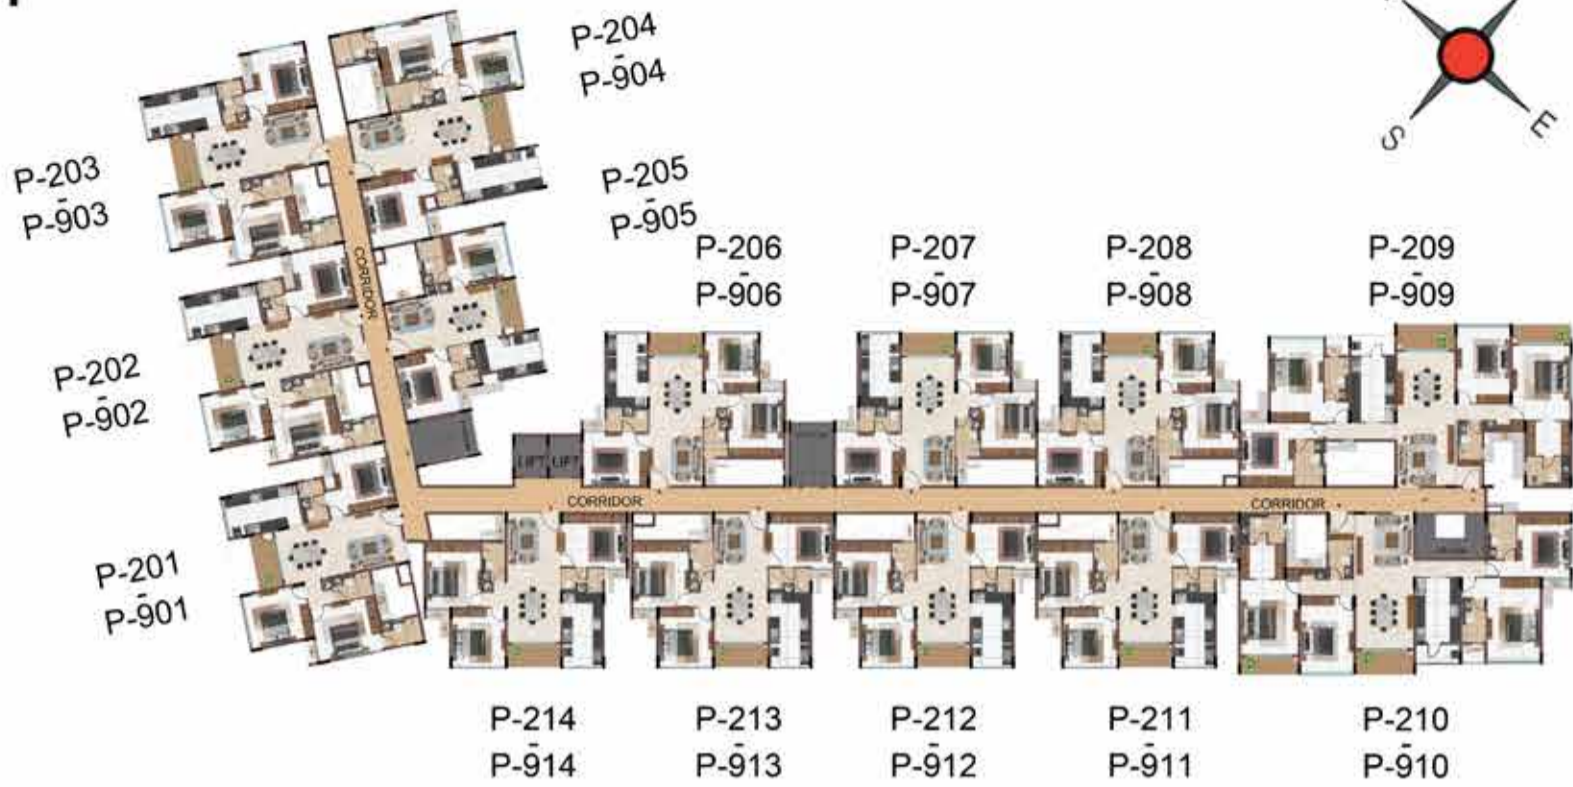 P-204
-
P-904
P-203
-
P-903
P-205
-
P-905
P-206
-
P-906
P-207
-
P-907
P-208
-
P-908
P-209
-
P-909
S
E
CORRIDOR
P-202
-
P-902
LIFT LIFT
CORRIDOR
CORRIDOR
P-201
-
P-901
P-214
-
P-914
P-213
-
P-913
P-212
-
P-912
P-211
-
P-911
P-210
-
P-910